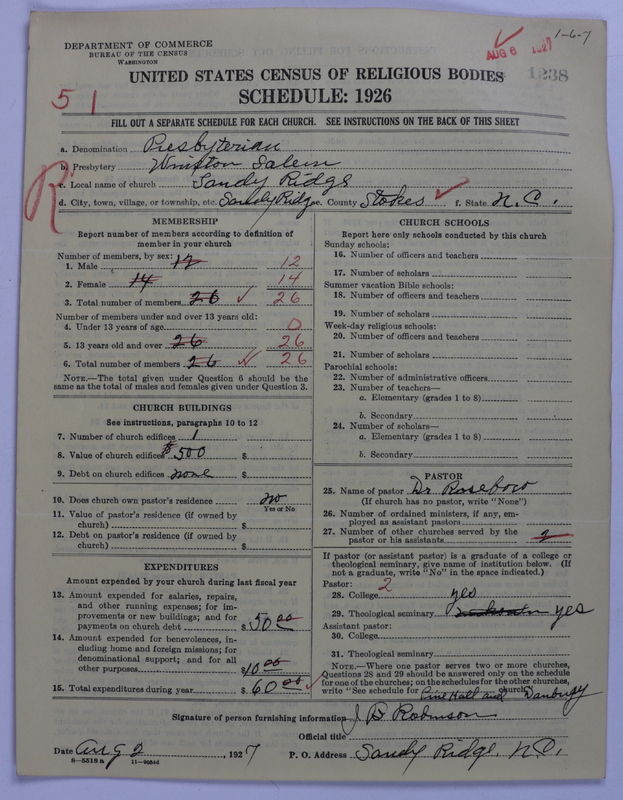 1-6-7
DEPARTMENT OF COMMERCE
BUREAU OF THE CENSUS
WASHINGTON
AUG 6 1927
1238
UNITED STATES CENSUS OF RELIGIOUS BODIES
SCHEDULE: 1926
51
FILL OUT A SEPARATE SCHEDULE FOR EACH CHURCH. SEE INSTRUCTIONS ON THE BACK OF THIS SHEET
R
a. Denomination Presbyterian
b. Presbytery Winston Salem
c. Local name of church Sandy Ridge
d. City, town, village, or township, etc. Sandy Ridge e. County Stokes f. State N.C.
MEMBERSHIP
Report number of members according to definition of
member in your church
Number of members, by sex:
1. Male 12 12
2. Female 14 14
3. Total number of members 26 26
Number of members under and over 13 years old:
4. Under 13 years of age 0
5. 13 years old and over 26 26
6. Total number of members 26 26
NOTE.—The total given under Question 6 should be the
same as the total of males and females given under Question 3.
CHURCH BUILDINGS
See instructions, paragraphs 10 to 12
7. Number of church edifices 1
8. Value of church edifices $500 $
9. Debt on church edifices none $
10. Does church own pastor's residence no
Yes or No
11. Value of pastor's residence (if owned by
church) $
12. Debt on pastor's residence (if owned by
church) $
EXPENDITURES
Amount expended by your church during last fiscal year
13. Amount expended for salaries, repairs,
and other running expenses; for im-
provements or new buildings; and for
payments on church debt $50.00
14. Amount expended for benevolences, in-
cluding home and foreign missions; for
denominational support; and for all
other purposes $10.00
15. Total expenditures during year $60.00
CHURCH SCHOOLS
Report here only schools conducted by this church
Sunday schools:
16. Number of officers and teachers
17. Number of scholars
Summer vacation Bible schools:
18. Number of officers and teachers
19. Number of scholars
Week-day religious schools:
20. Number of officers and teachers
21. Number of scholars
Parochial schools:
22. Number of administrative officers
23. Number of teachers—
a. Elementary (grades 1 to 8)
b. Secondary
24. Number of scholars—
a. Elementary (grades 1 to 8)
b. Secondary
PASTOR
25. Name of pastor Dr Rosebow
(If church has no pastor, write "None")
26. Number of ordained ministers, if any, em-
ployed as assistant pastors
27. Number of other churches served by the
pastor or his assistants 2
If pastor (or assistant pastor) is a graduate of a college or
theological seminary, give name of institution below. (If
not a graduate, write "No" in the space indicated.)
Pastor: 2
28. College yes
29. Theological seminary yes
Assistant pastor:
30. College
31. Theological seminary
NOTE.—Where one pastor serves two or more churches,
Questions 28 and 29 should be answered only on the schedule
for one of the churches; on the schedules for the other churches,
write "See schedule for Pine Hall and Danbury church."
Signature of person furnishing information J B Robinson
Official title
Date Aug 2, 1927 P. O. Address Sandy Ridge, N.C.
8—5518 a